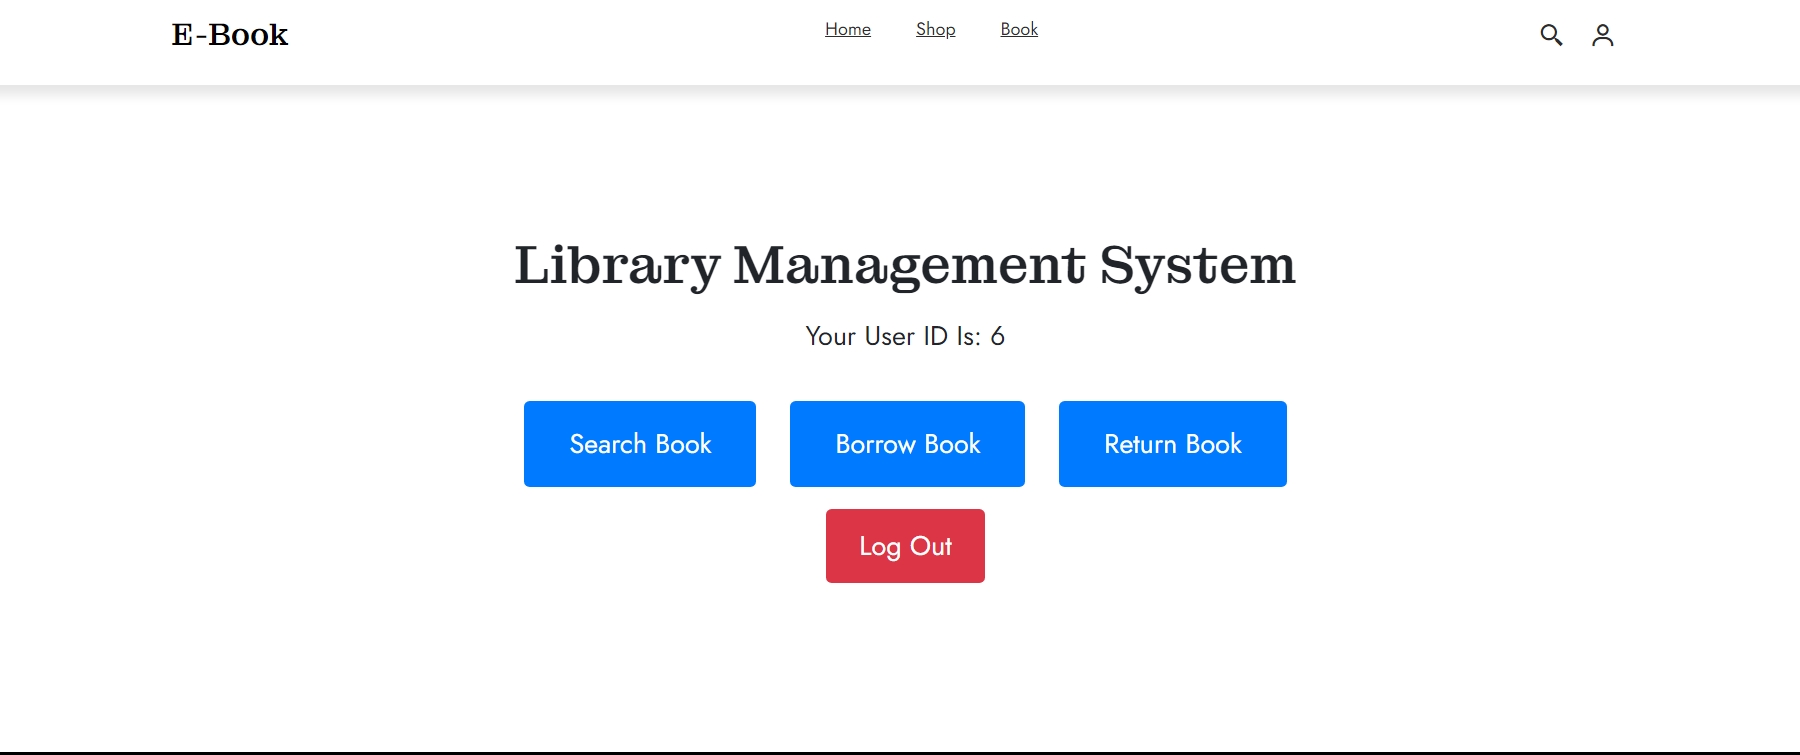 E-Book
Home Shop Book
Library Management System
Your User ID Is: 6
Search Book Borrow Book Return Book
Log Out